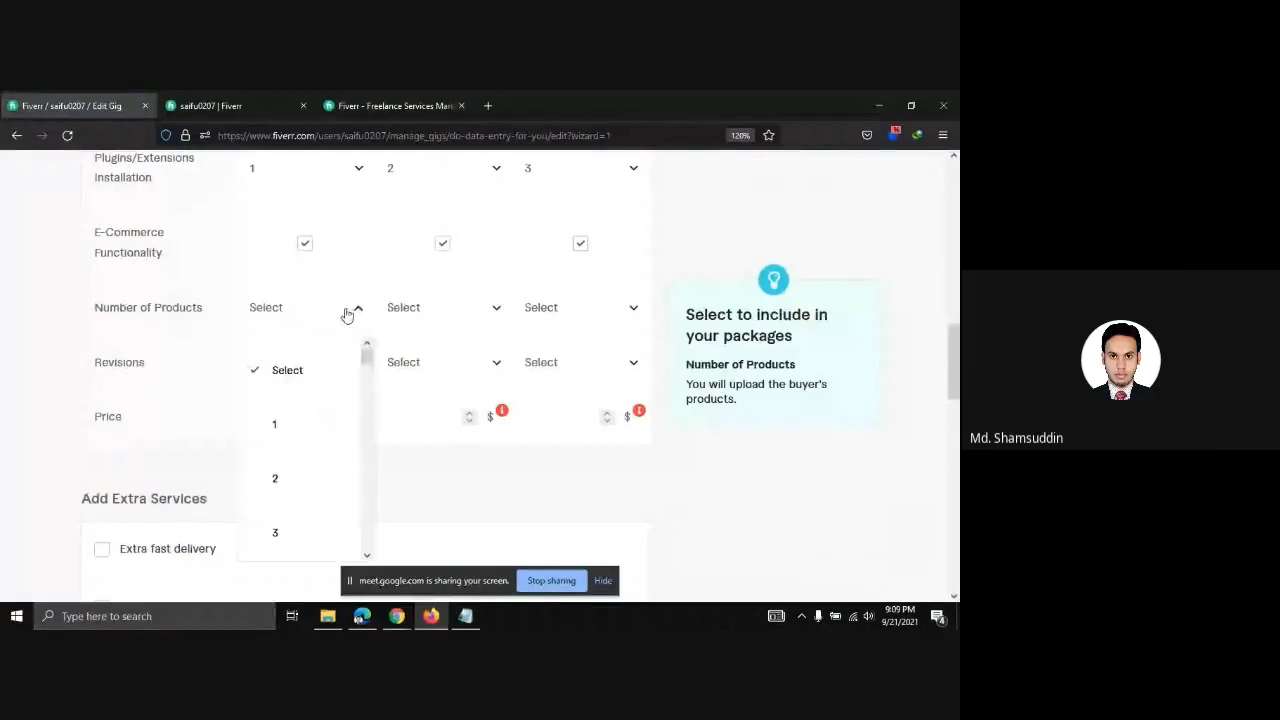 Fiverr / saifu0207 / Edit Gig
saifu0207 | Fiverr
Fiverr - Freelance Services Mar
https://www.fiverr.com/users/saifu0207/manage_gigs/do-data-entry-for-you/edit?wizard=1
120%
Plugins/Extensions
Installation
1
2
3
E-Commerce
Functionality
Number of Products
Select
Select
Select
Revisions
Select
Select
Price
$
$
Select
1
2
3
Select to include in
your packages
Number of Products
You will upload the buyer's
products.
Add Extra Services
Extra fast delivery
meet.google.com is sharing your screen.
Stop sharing
Hide
Type here to search
9:09 PM
9/21/2021
4
Md. Shamsuddin